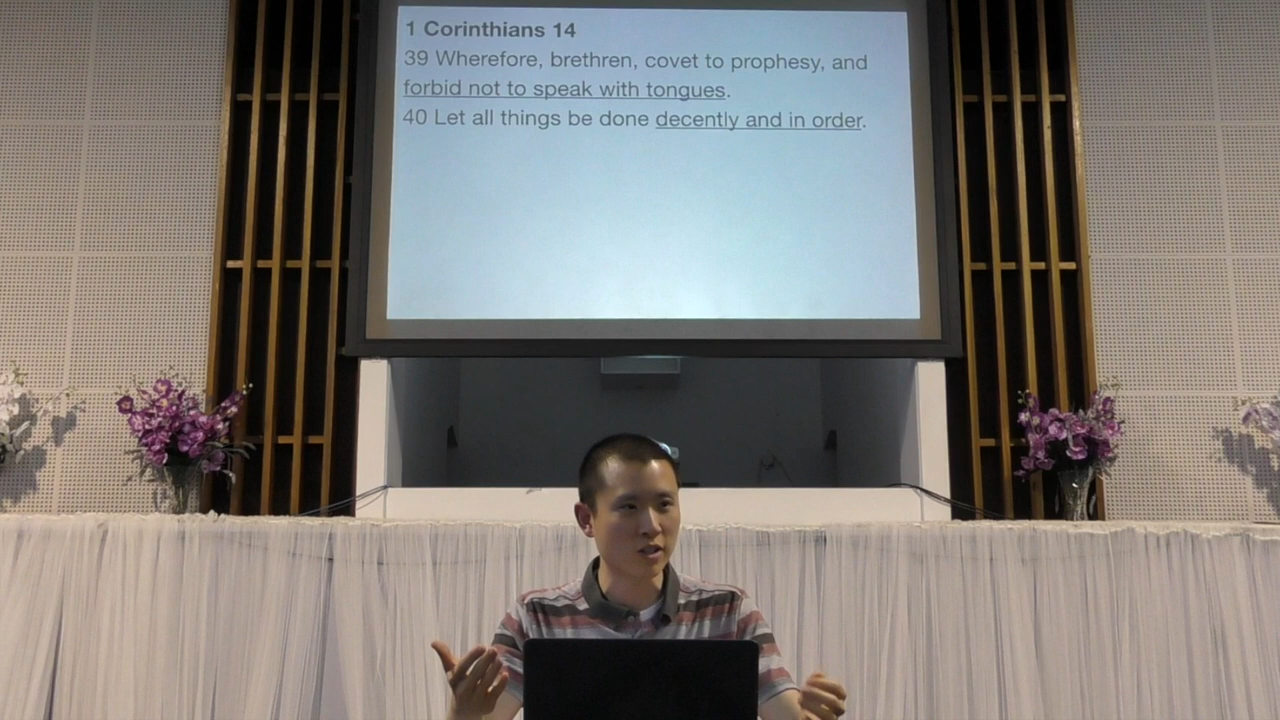 1 Corinthians 14
39 Wherefore, brethren, covet to prophesy, and
forbid not to speak with tongues.
40 Let all things be done decently and in order.